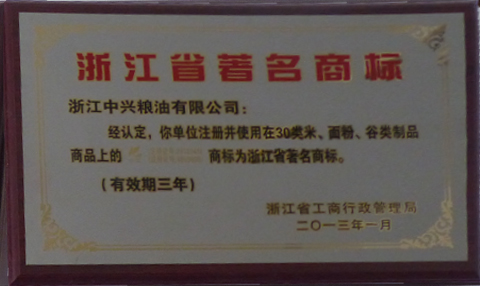 浙江省著名商标
浙江中兴粮油有限公司：
经认定，你单位注册并使用在30类米、面粉、谷类制品
商品上的 商标为浙江省著名商标。
（有效期三年）
浙江省工商行政管理局
二〇一三年一月